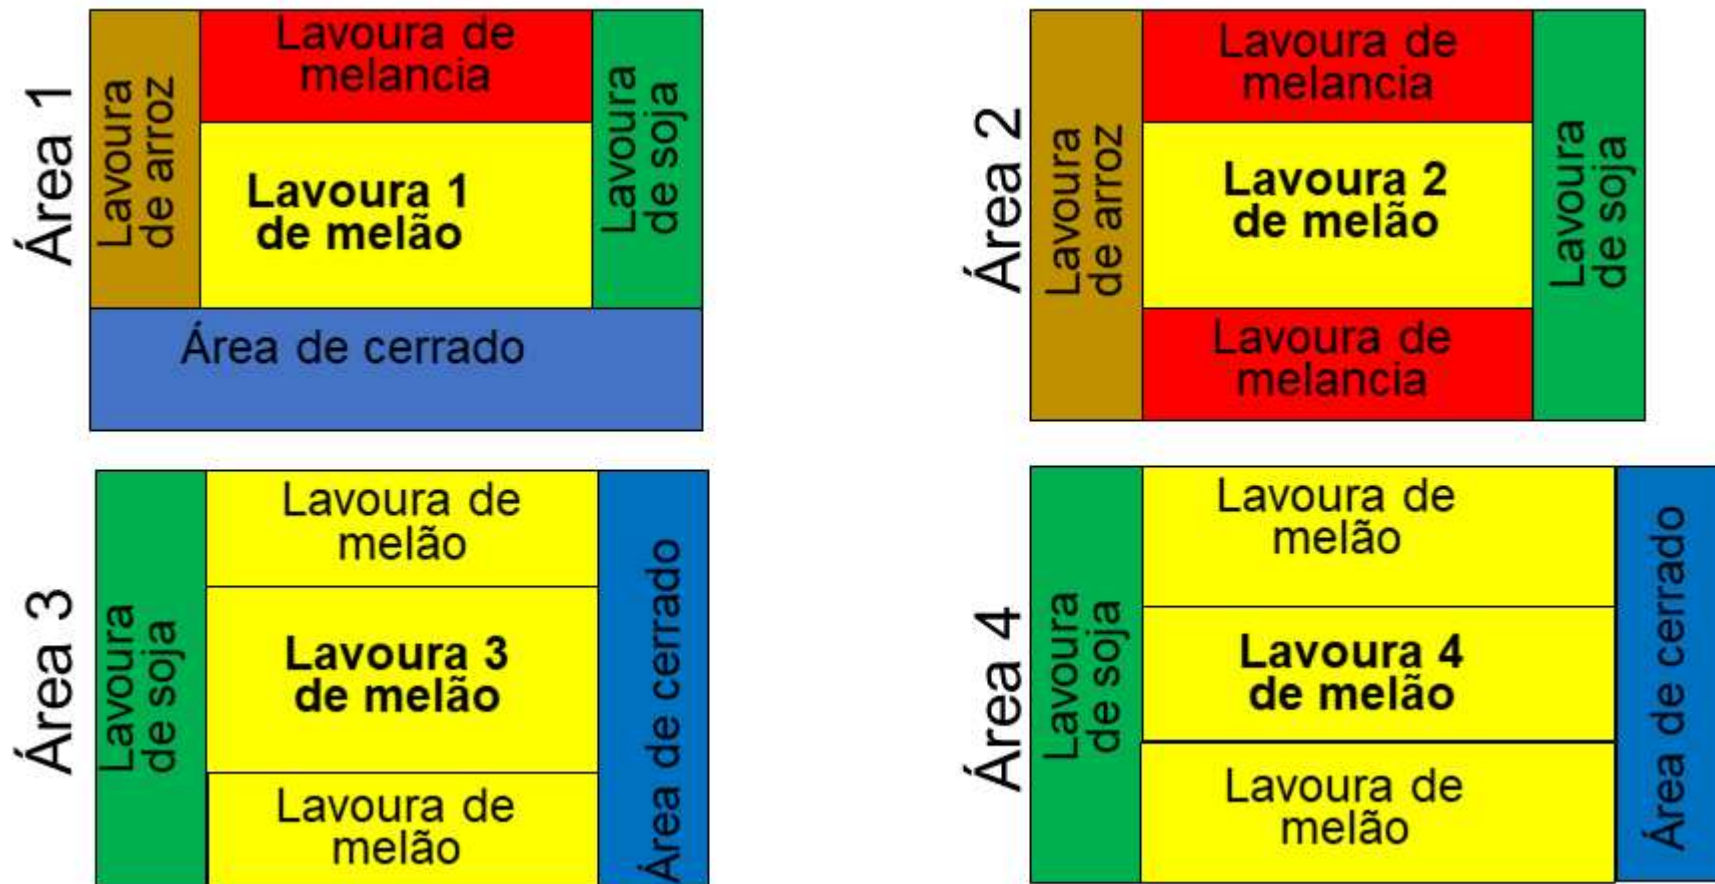 Área 1
Lavoura
de arroz
Lavoura de
melancia
Lavoura 1
de melão
Lavoura
de soja
Área de cerrado
Área 2
Lavoura
de arroz
Lavoura de
melancia
Lavoura 2
de melão
Lavoura de
melancia
Lavoura
de soja
Área 3
Lavoura
de soja
Lavoura de
melão
Lavoura 3
de melão
Lavoura de
melão
Área de cerrado
Área 4
Lavoura
de soja
Lavoura de
melão
Lavoura 4
de melão
Lavoura de
melão
Área de cerrado